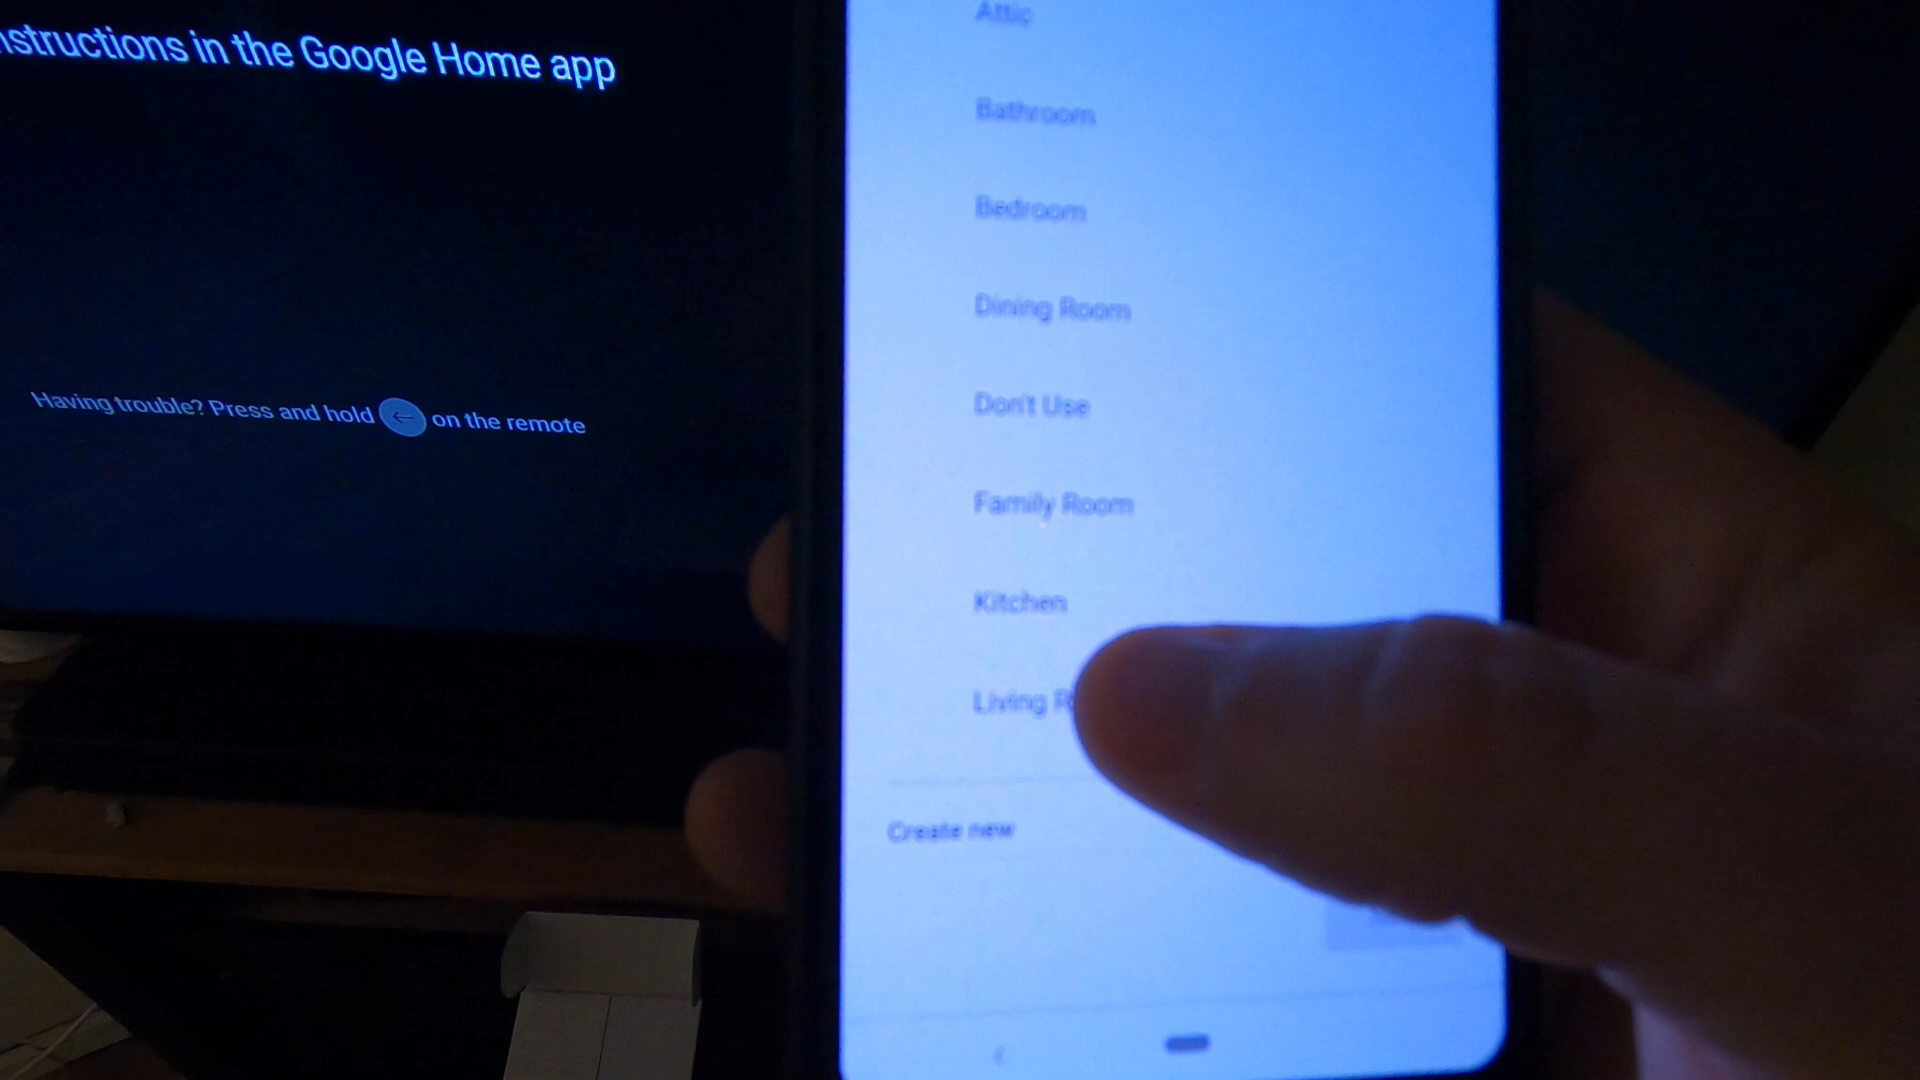 nstructions in the Google Home app
Having trouble? Press and hold ← on the remote
Attic
Bathroom
Bedroom
Dining Room
Don't Use
Family Room
Kitchen
Living R
Create new